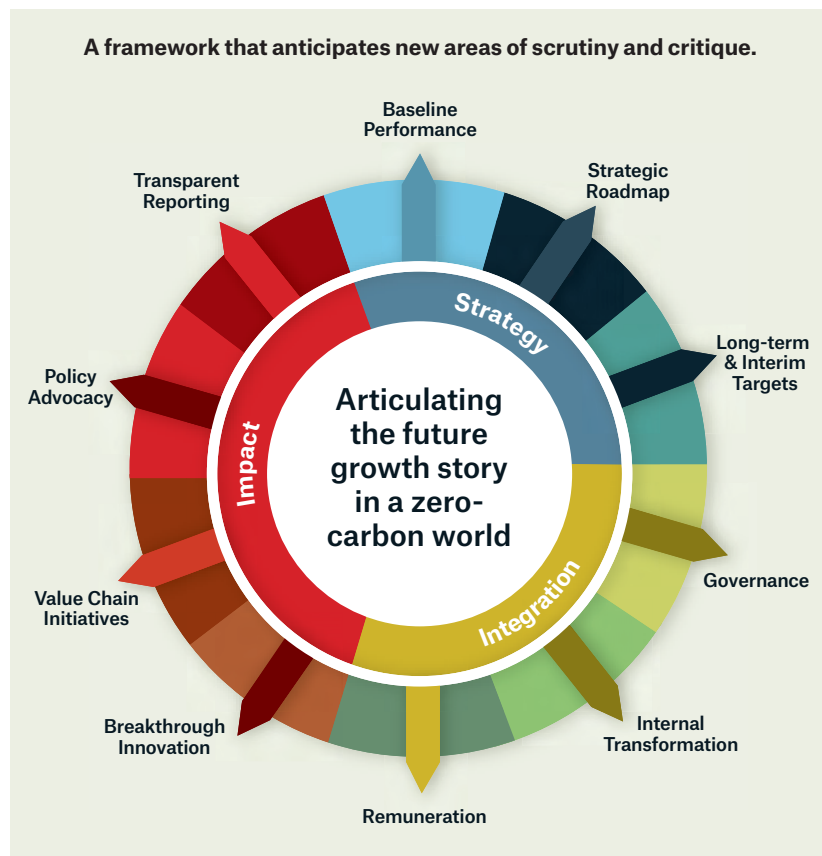 A framework that anticipates new areas of scrutiny and critique.
Baseline
Performance
Strategic
Roadmap
Long-term
& Interim
Targets
Governance
Internal
Transformation
Remuneration
Breakthrough
Innovation
Value Chain
Initiatives
Policy
Advocacy
Transparent
Reporting
Strategy
Integration
Impact
Articulating
the future
growth story
in a zero-
carbon world